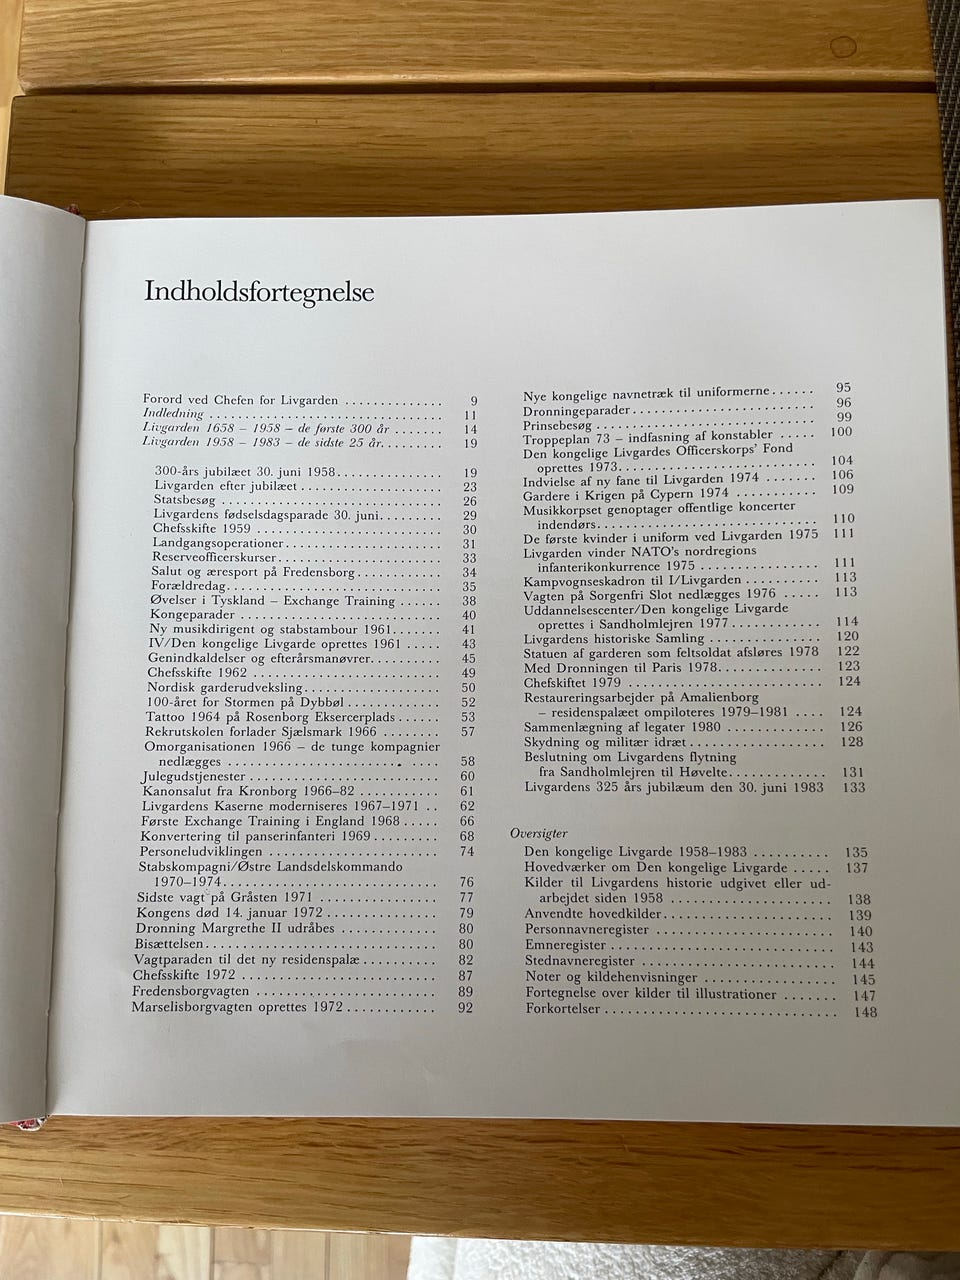 Indholdsfortegnelse
Forord ved Chefen for Livgarden .............. 9
Indledning .................................. 11
Livgarden 1658 – 1958 – de første 300 år ....... 14
Livgarden 1958 – 1983 – de sidste 25 år. ........ 19
300-års jubilæet 30. juni 1958............... 19
Livgarden efter jubilæet .................... 23
Statsbesøg ................................ 26
Livgardens fødselsdagsparade 30. juni......... 29
Chefsskifte 1959 ........................... 30
Landgangsoperationer....................... 31
Reserveofficerskurser........................ 33
Salut og æresport på Fredensborg............ 34
Forældredag............................... 35
Øvelser i Tyskland – Exchange Training ...... 38
Kongeparader .............................. 40
Ny musikdirigent og stabstambour 1961....... 41
IV/Den kongelige Livgarde oprettes 1961 ..... 43
Genindkaldelser og efterårsmanøvrer.......... 45
Chefsskifte 1962 ........................... 49
Nordisk garderudveksling.................... 50
100-året for Stormen på Dybbøl ............. 52
Tattoo 1964 på Rosenborg Eksercerplads...... 53
Rekrutskolen forlader Sjælsmark 1966 ........ 57
Omorganisationen 1966 – de tunge kompagnier
nedlægges ............................. 58
Julegudstjenester ........................... 60
Kanonsalut fra Kronborg 1966–82 ........... 61
Livgardens Kaserne moderniseres 1967–1971 .. 62
Første Exchange Training i England 1968..... 66
Konvertering til panserinfanteri 1969......... 68
Personeludviklingen ........................ 74
Stabskompagni/Østre Landsdelskommando
1970–1974............................. 76
Sidste vagt på Gråsten 1971 ................ 77
Kongens død 14. januar 1972................ 79
Dronning Margrethe II udråbes ............. 80
Bisættelsen................................ 80
Vagtparaden til det ny residenspalæ.......... 82
Chefsskifte 1972 ........................... 87
Fredensborgvagten ......................... 89
Marselisborgvagten oprettes 1972............ 92
Nye kongelige navnetræk til uniformerne...... 95
Dronningeparader.......................... 96
Prinsebesøg ............................... 99
Troppeplan 73 – indfasning af konstabler ..... 100
Den kongelige Livgardes Officerskorps' Fond
oprettes 1973........................... 104
Indvielse af ny fane til Livgarden 1974 ....... 106
Gardere i Krigen på Cypern 1974 ........... 109
Musikkorpset genoptager offentlige koncerter
indendørs.............................. 110
De første kvinder i uniform ved Livgarden 1975 111
Livgarden vinder NATO's nordregions
infanterikonkurrence 1975 ................ 111
Kampvognseskadron til I/Livgarden .......... 113
Vagten på Sorgenfri Slot nedlægges 1976 ..... 113
Uddannelsescenter/Den kongelige Livgarde
oprettes i Sandholmlejren 1977............ 114
Livgardens historiske Samling ............... 120
Statuen af garderen som feltsoldat afsløres 1978 122
Med Dronningen til Paris 1978.............. 123
Chefskiftet 1979 ........................... 124
Restaureringsarbejder på Amalienborg
– residenspalæet ompiloteres 1979–1981 .... 124
Sammenlægning af legater 1980 ............. 126
Skydning og militær idræt.................. 128
Beslutning om Livgardens flytning
fra Sandholmlejren til Høvelte............. 131
Livgardens 325 års jubilæum den 30. juni 1983 133
Oversigter
Den kongelige Livgarde 1958–1983 .......... 135
Hovedværker om Den kongelige Livgarde ..... 137
Kilder til Livgardens historie udgivet eller ud-
arbejdet siden 1958 ..................... 138
Anvendte hovedkilder....................... 139
Personnavneregister ........................ 140
Emneregister .............................. 143
Stednavneregister .......................... 144
Noter og kildehenvisninger .................. 145
Fortegnelse over kilder til illustrationer ....... 147
Forkortelser ............................... 148